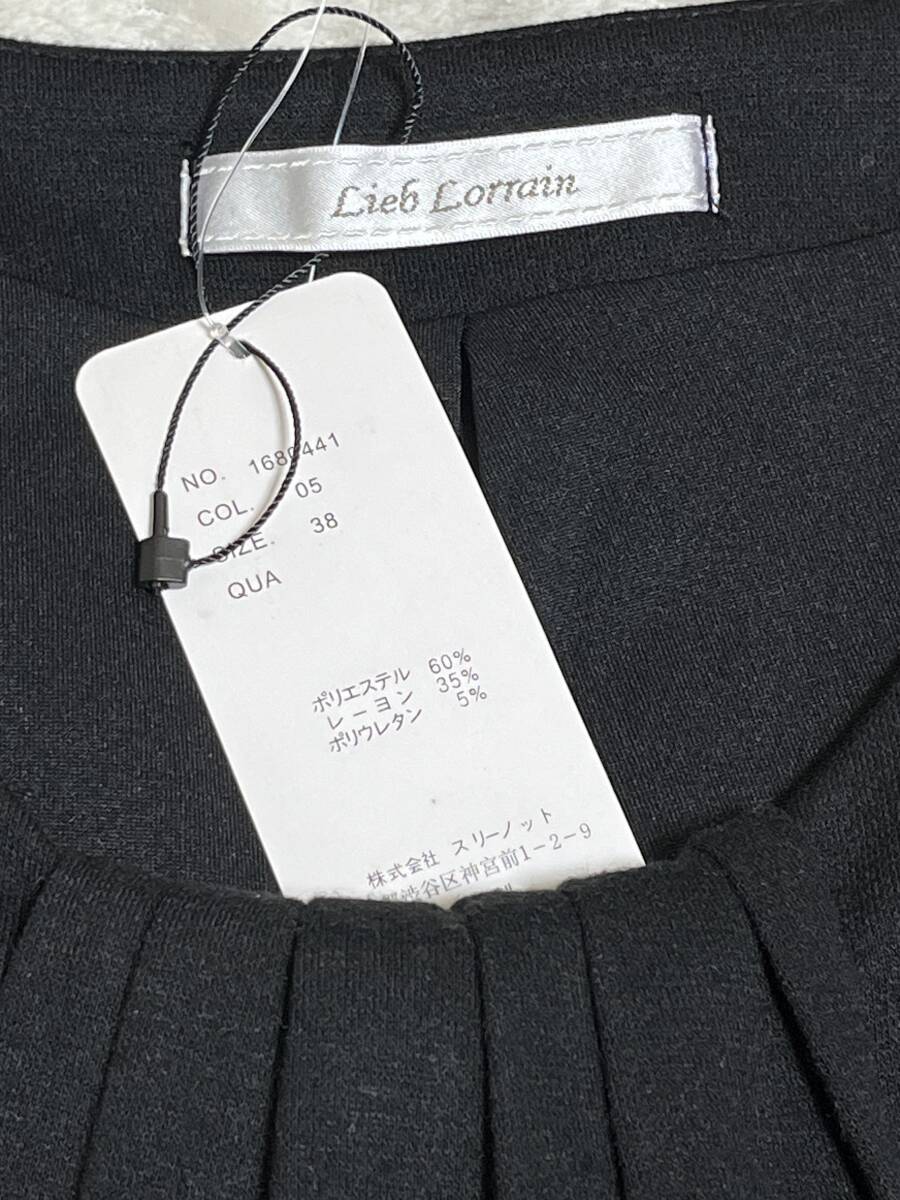 Lieb Lorrain
NO. 1680441
COL. 05
SIZE. 38
QUA
ポリエステル 60%
レーヨン 35%
ポリウレタン 5%
株式会社 スリーノット
都渋谷区神宮前1-2-9